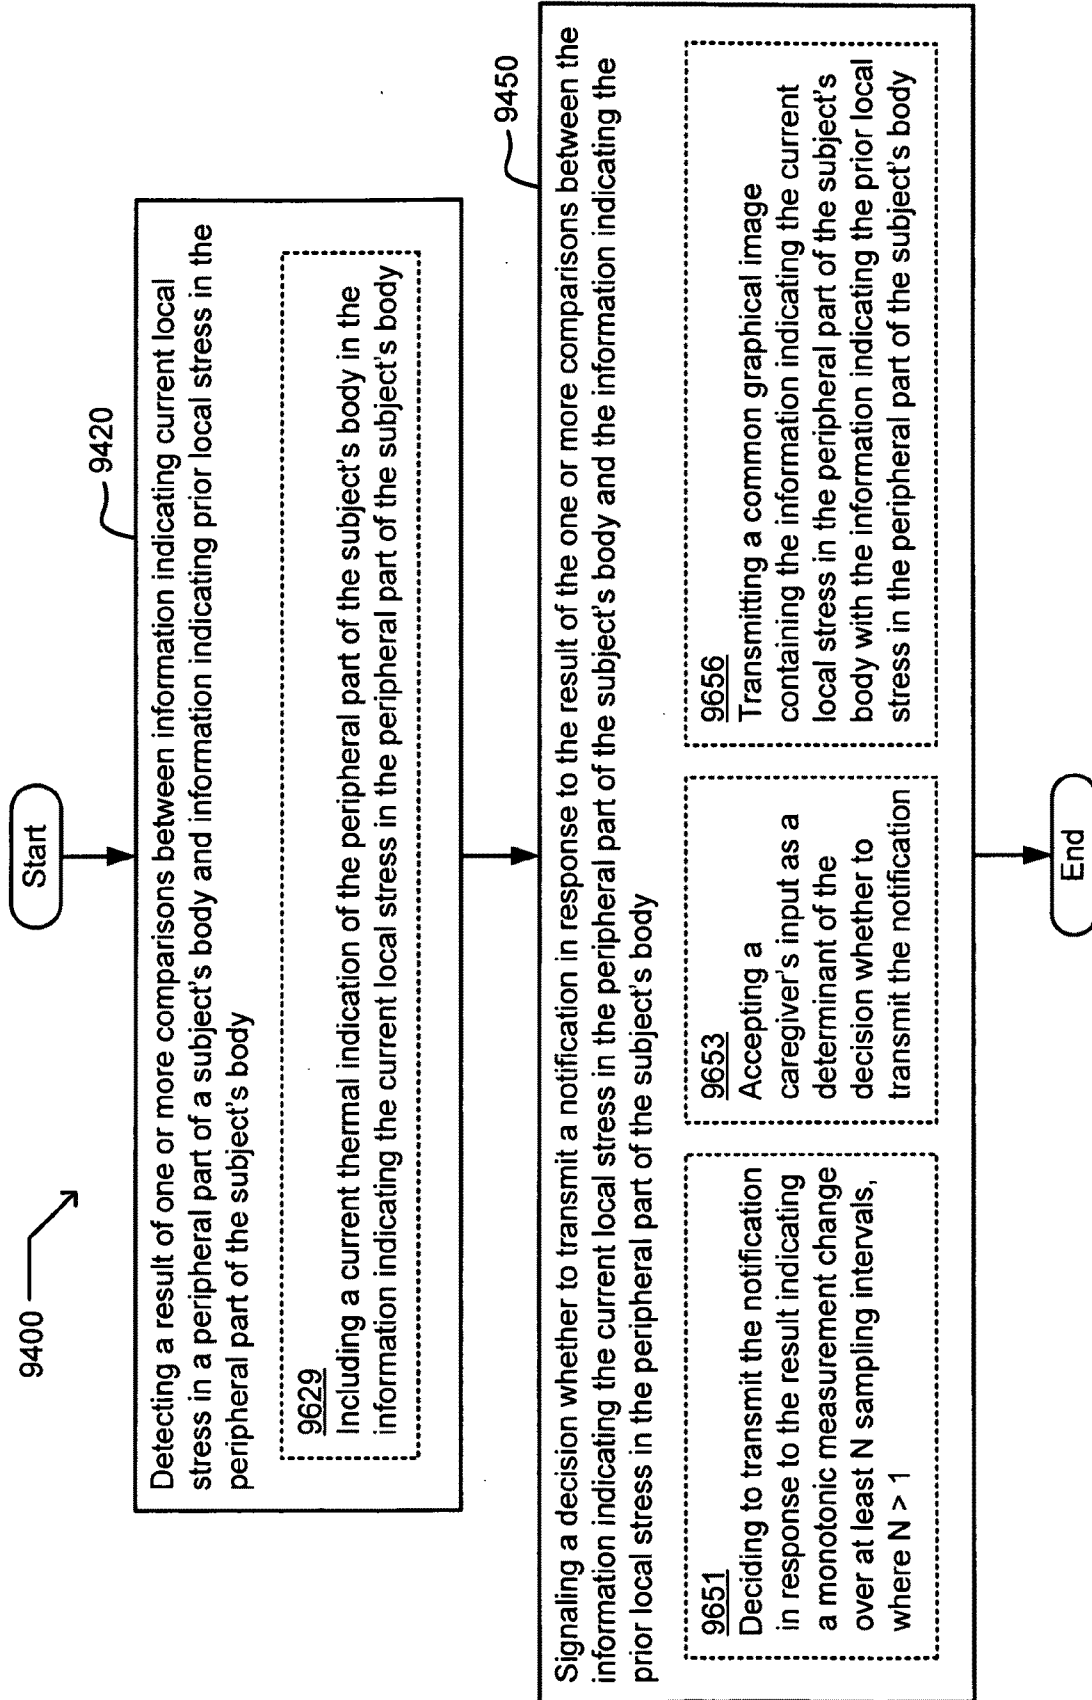 9400
Start
9420
Detecting a result of one or more comparisons between information indicating current local
stress in a peripheral part of a subject's body and information indicating prior local stress in the
peripheral part of the subject's body
9629
Including a current thermal indication of the peripheral part of the subject's body in the
information indicating the current local stress in the peripheral part of the subject's body
9450
Signaling a decision whether to transmit a notification in response to the result of the one or more comparisons between the
information indicating the current local stress in the peripheral part of the subject's body and the information indicating the
prior local stress in the peripheral part of the subject's body
9651
Deciding to transmit the notification
in response to the result indicating
a monotonic measurement change
over at least N sampling intervals,
where N > 1
9653
Accepting a
caregiver's input as a
determinant of the
decision whether to
transmit the notification
9656
Transmitting a common graphical image
containing the information indicating the current
local stress in the peripheral part of the subject's
body with the information indicating the prior local
stress in the peripheral part of the subject's body
End